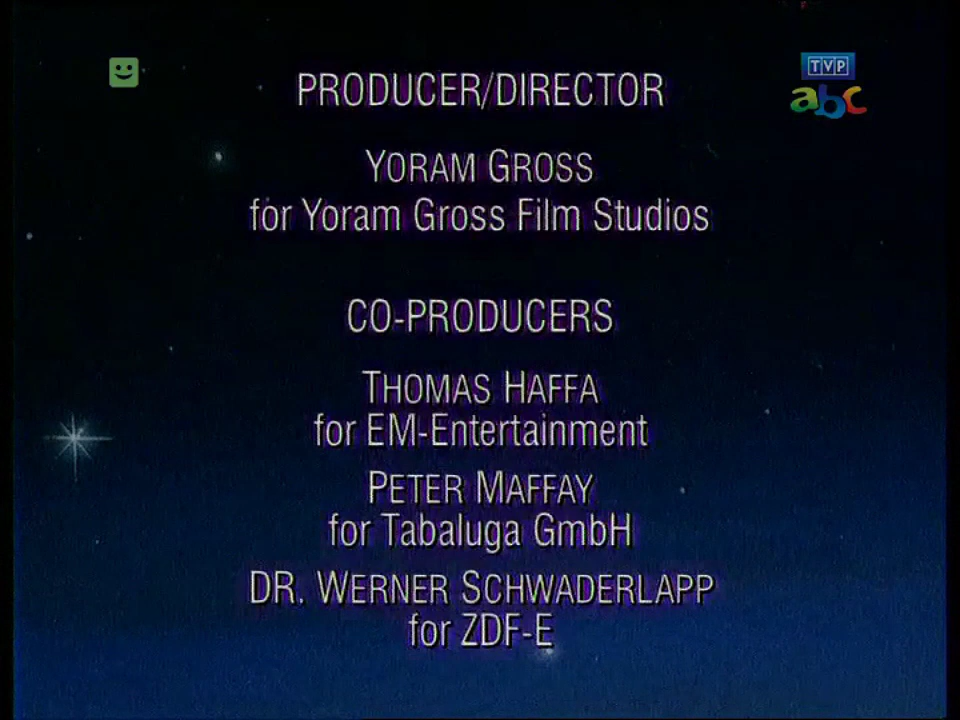 TVP
abc
PRODUCER/DIRECTOR
YORAM GROSS
for Yoram Gross Film Studios
CO-PRODUCERS
THOMAS HAFFA
for EM-Entertainment
PETER MAFFAY
for Tabaluga GmbH
DR. WERNER SCHWADERLAPP
for ZDF-E